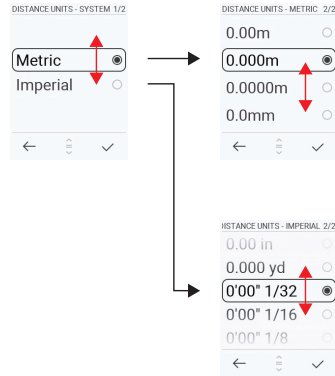 DISTANCE UNITS - SYSTEM 1/2
Metric
Imperial
DISTANCE UNITS - METRIC 2/2
0.00m
0.000m
0.0000m
0.0mm
DISTANCE UNITS - IMPERIAL 2/2
0.00 in
0.000 yd
0'00" 1/32
0'00" 1/16
0'00" 1/8